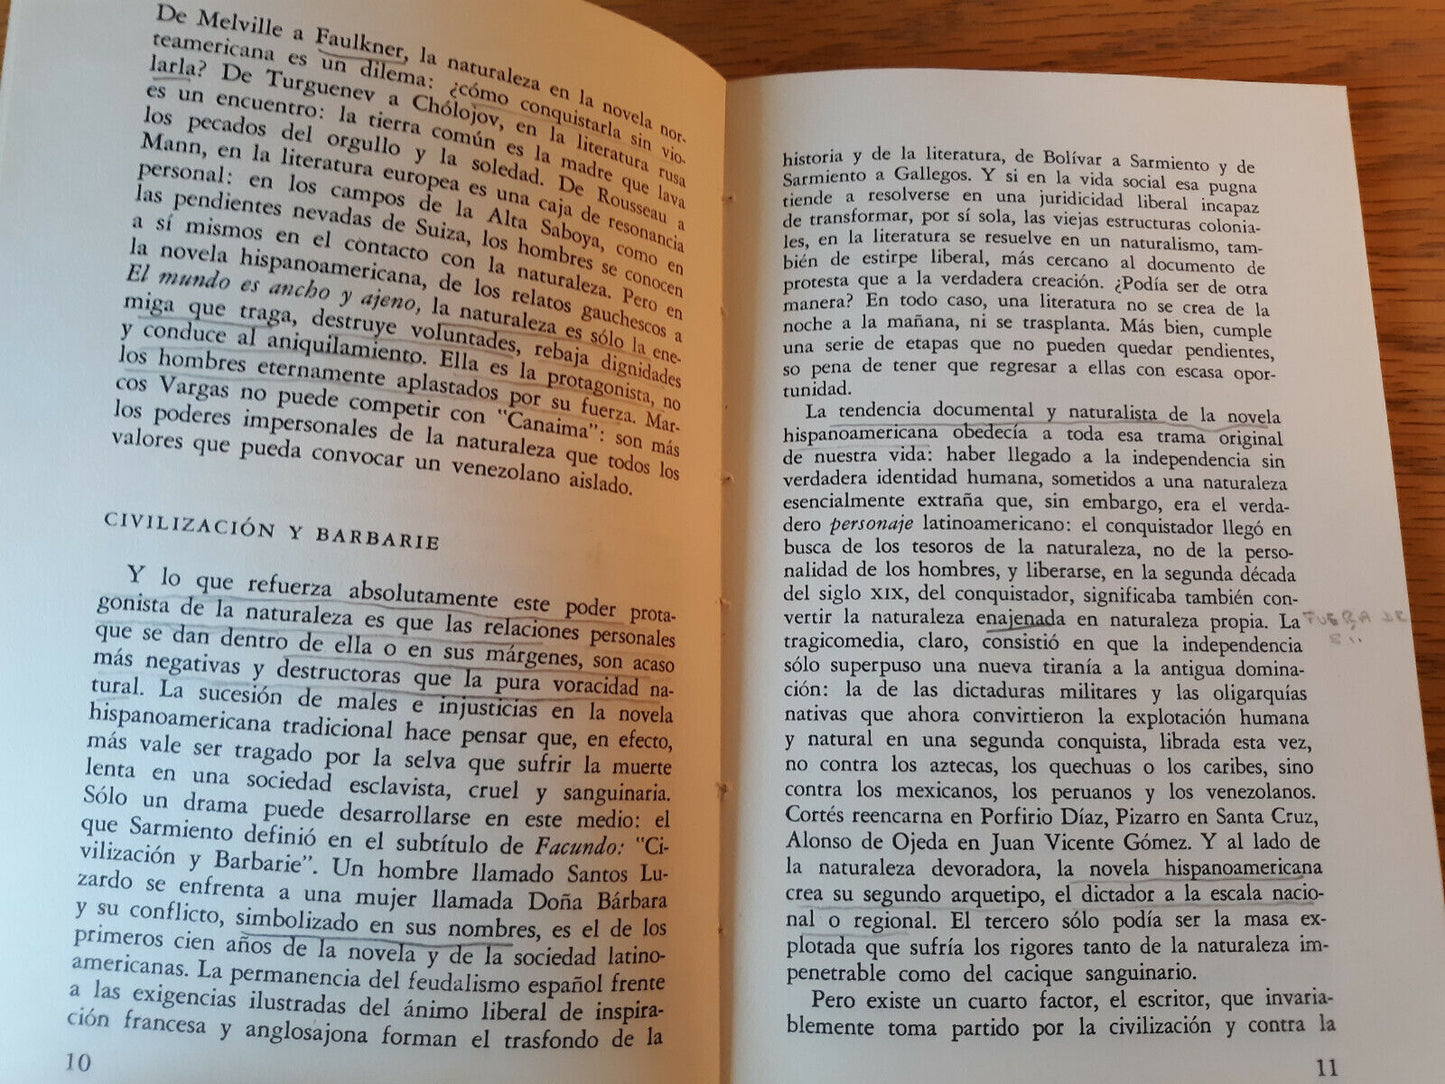 De Melville a Faulkner, la naturaleza en la novela nor-
teamericana es un dilema: ¿cómo conquistarla sin vio-
larla? De Turguenev a Chólojov, en la literatura rusa
es un encuentro: la tierra común es la madre que lava
los pecados del orgullo y la soledad. De Rousseau a
Mann, en la literatura europea es una caja de resonancia
personal: en los campos de la Alta Saboya, como en
las pendientes nevadas de Suiza, los hombres se conocen
a sí mismos en el contacto con la naturaleza. Pero en
la novela hispanoamericana, de los relatos gauchescos a
El mundo es ancho y ajeno, la naturaleza es sólo la ene-
miga que traga, destruye voluntades, rebaja dignidades
y conduce al aniquilamiento. Ella es la protagonista, no
los hombres eternamente aplastados por su fuerza. Mar-
cos Vargas no puede competir con "Canaima": son más
los poderes impersonales de la naturaleza que todos los
valores que pueda convocar un venezolano aislado.
CIVILIZACIÓN Y BARBARIE
Y lo que refuerza absolutamente este poder prota-
gonista de la naturaleza es que las relaciones personales
que se dan dentro de ella o en sus márgenes, son acaso
más negativas y destructoras que la pura voracidad na-
tural. La sucesión de males e injusticias en la novela
hispanoamericana tradicional hace pensar que, en efecto,
más vale ser tragado por la selva que sufrir la muerte
lenta en una sociedad esclavista, cruel y sanguinaria.
Sólo un drama puede desarrollarse en este medio: el
que Sarmiento definió en el subtítulo de Facundo: "Ci-
vilización y Barbarie". Un hombre llamado Santos Lu-
zardo se enfrenta a una mujer llamada Doña Bárbara
y su conflicto, simbolizado en sus nombres, es el de los
primeros cien años de la novela y de la sociedad latino-
americanas. La permanencia del feudalismo español frente
a las exigencias ilustradas del ánimo liberal de inspira-
ción francesa y anglosajona forman el trasfondo de la
10
historia y de la literatura, de Bolívar a Sarmiento y de
Sarmiento a Gallegos. Y si en la vida social esa pugna
tiende a resolverse en una juridicidad liberal incapaz
de transformar, por sí sola, las viejas estructuras colonia-
les, en la literatura se resuelve en un naturalismo, tam-
bién de estirpe liberal, más cercano al documento de
protesta que a la verdadera creación. ¿Podía ser de otra
manera? En todo caso, una literatura no se crea de la
noche a la mañana, ni se trasplanta. Más bien, cumple
una serie de etapas que no pueden quedar pendientes,
so pena de tener que regresar a ellas con escasa opor-
tunidad.
La tendencia documental y naturalista de la novela
hispanoamericana obedecía a toda esa trama original
de nuestra vida: haber llegado a la independencia sin
verdadera identidad humana, sometidos a una naturaleza
esencialmente extraña que, sin embargo, era el verda-
dero personaje latinoamericano: el conquistador llegó en
busca de los tesoros de la naturaleza, no de la perso-
nalidad de los hombres, y liberarse, en la segunda década
del siglo XIX, del conquistador, significaba también con-
vertir la naturaleza enajenada en naturaleza propia. La FUERA DE
tragicomedia, claro, consistió en que la independencia
sólo superpuso una nueva tiranía a la antigua domina-
ción: la de las dictaduras militares y las oligarquías
nativas que ahora convirtieron la explotación humana
y natural en una segunda conquista, librada esta vez,
no contra los aztecas, los quechuas o los caribes, sino
contra los mexicanos, los peruanos y los venezolanos.
Cortés reencarna en Porfirio Díaz, Pizarro en Santa Cruz,
Alonso de Ojeda en Juan Vicente Gómez. Y al lado de
la naturaleza devoradora, la novela hispanoamericana
crea su segundo arquetipo, el dictador a la escala nacio-
nal o regional. El tercero sólo podía ser la masa ex-
plotada que sufría los rigores tanto de la naturaleza im-
penetrable como del cacique sanguinario.
Pero existe un cuarto factor, el escritor, que invaria-
blemente toma partido por la civilización y contra la
11